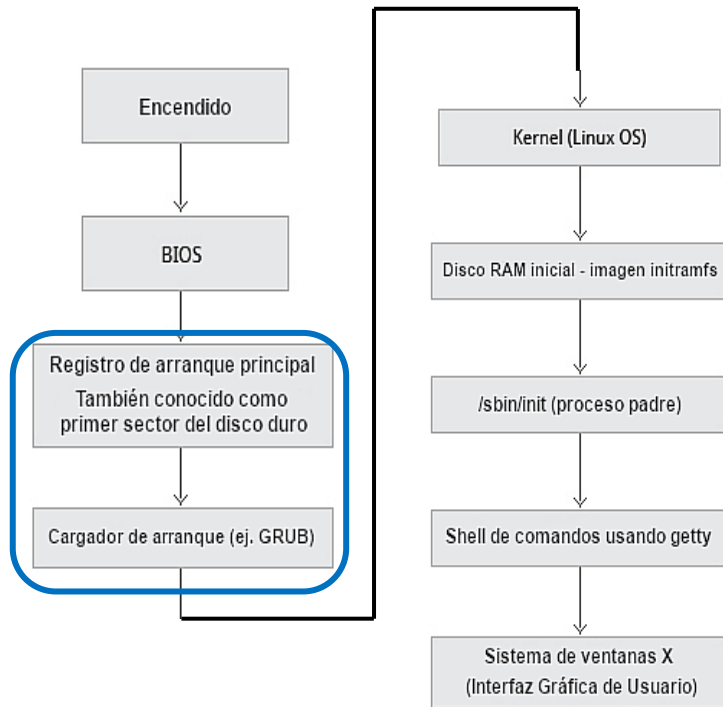 Encendido
BIOS
Registro de arranque principal
También conocido como
primer sector del disco duro
Cargador de arranque (ej. GRUB)
Kernel (Linux OS)
Disco RAM inicial - imagen initramfs
/sbin/init (proceso padre)
Shell de comandos usando getty
Sistema de ventanas X
(Interfaz Gráfica de Usuario)